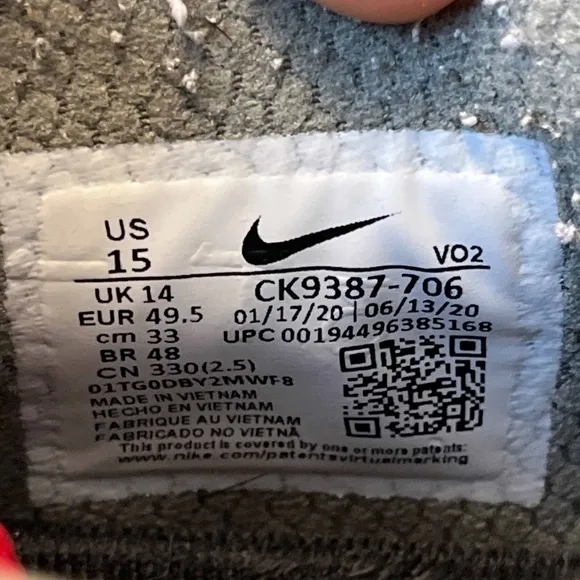 US
15
VO2
UK 14
EUR 49.5
cm 33
BR 48
CN 330(2.5)
CK9387-706
01/17/20 | 06/13/20
UPC 00194496385168
01TG0DBY2MWF8
MADE IN VIETNAM
HECHO EN VIETNAM
FABRIQUE AU VIETNAM
FABRICADO NO VIETNA
This product is covered by one or more patents:
www.nike.com/patentsvirtualmarking